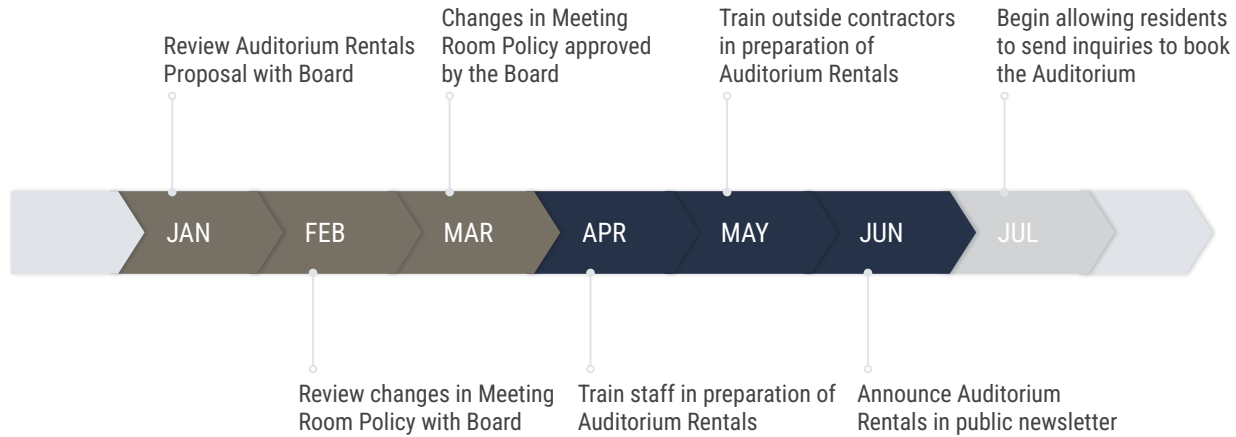 Review Auditorium Rentals
Proposal with Board
Changes in Meeting
Room Policy approved
by the Board
Train outside contractors
in preparation of
Auditorium Rentals
Begin allowing residents
to send inquiries to book
the Auditorium
JAN
FEB
MAR
APR
MAY
JUN
JUL
Review changes in Meeting
Room Policy with Board
Train staff in preparation of
Auditorium Rentals
Announce Auditorium
Rentals in public newsletter